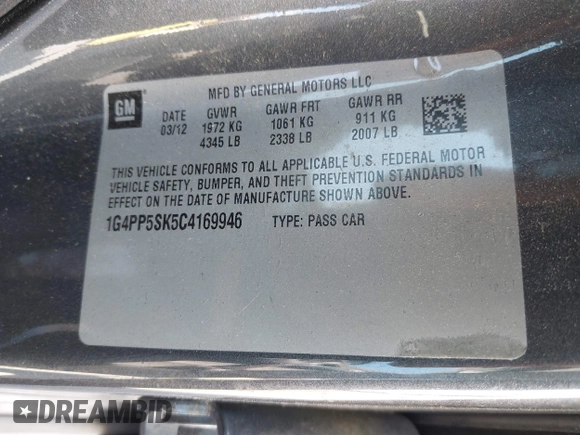 MFD BY GENERAL MOTORS LLC
GM
DATE GVWR GAWR FRT GAWR RR
03/12 1972 KG 1061 KG 911 KG
4345 LB 2338 LB 2007 LB
THIS VEHICLE CONFORMS TO ALL APPLICABLE U.S. FEDERAL MOTOR
VEHICLE SAFETY, BUMPER, AND THEFT PREVENTION STANDARDS IN
EFFECT ON THE DATE OF MANUFACTURE SHOWN ABOVE.
1G4PP5SK5C4169946 TYPE: PASS CAR
DREAMBID